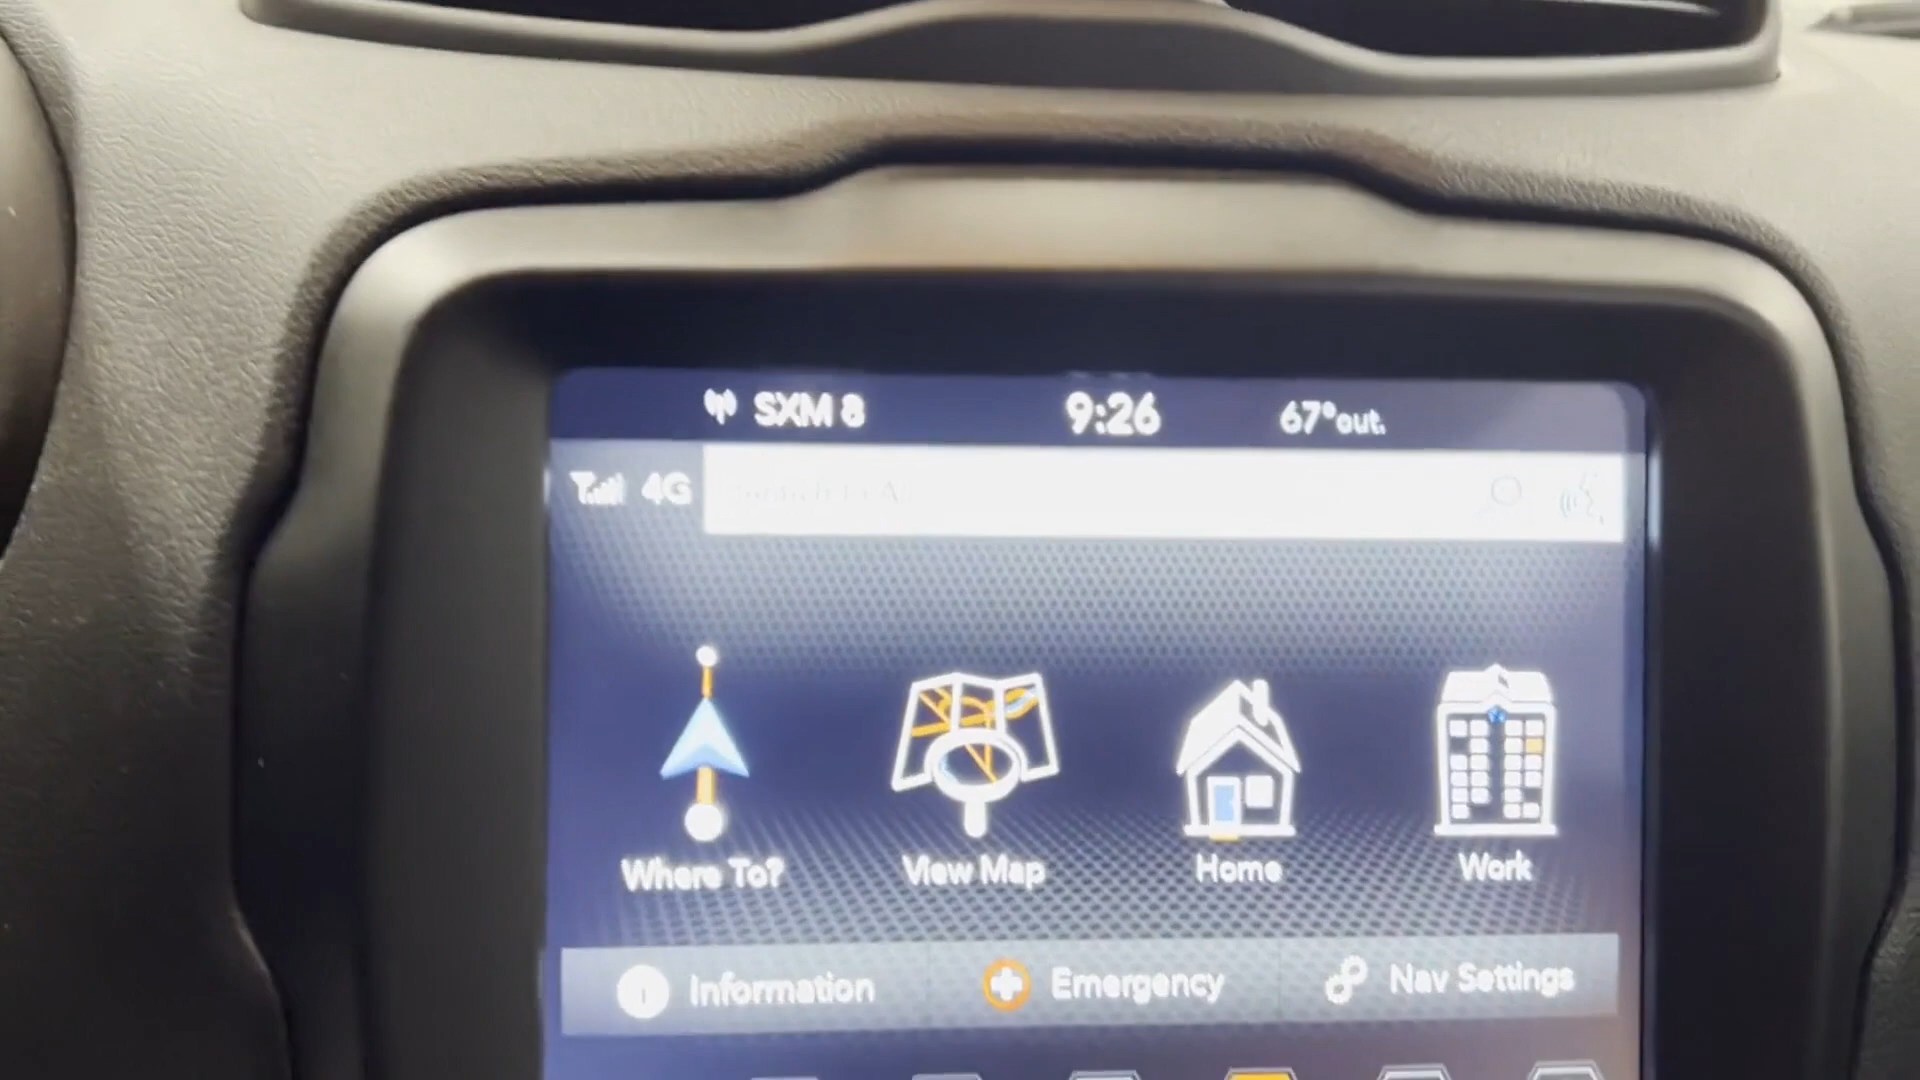 SXM 8 9:26 67°out.
4G
Where To? View Map Home Work
Information Emergency Nav Settings